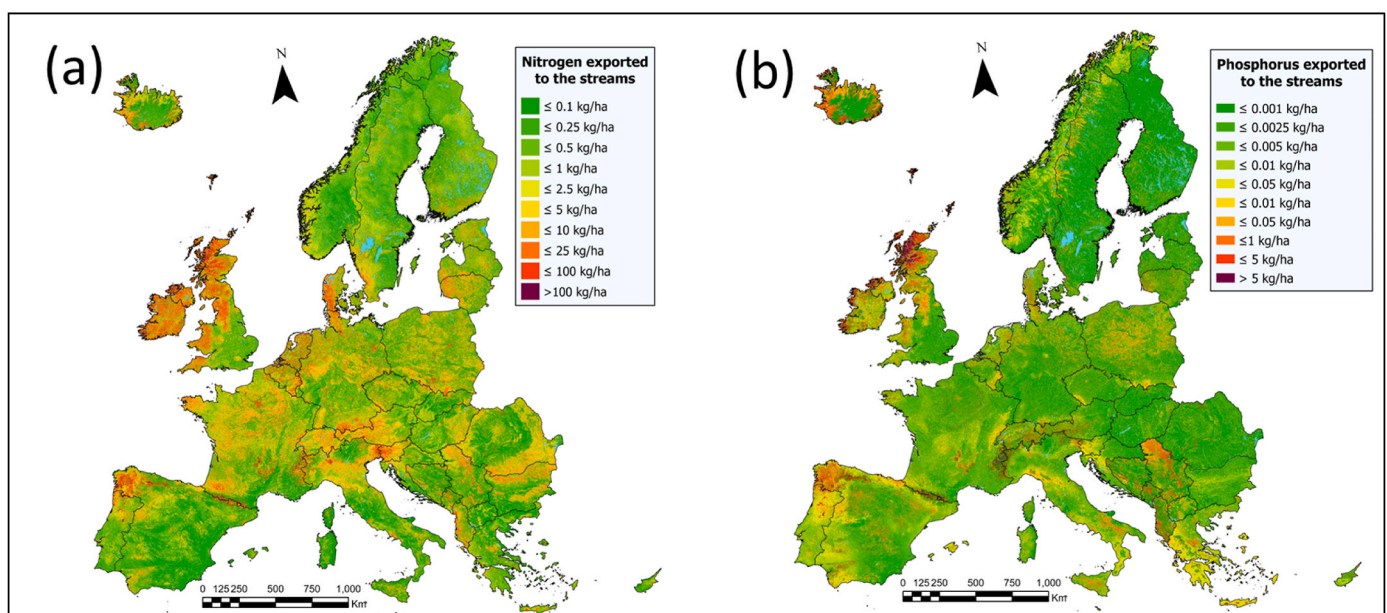 (a)
N
Nitrogen exported
to the streams
≤ 0.1 kg/ha
≤ 0.25 kg/ha
≤ 0.5 kg/ha
≤ 1 kg/ha
≤ 2.5 kg/ha
≤ 5 kg/ha
≤ 10 kg/ha
≤ 25 kg/ha
≤ 100 kg/ha
>100 kg/ha
0 125250 500 750 1,000
Km
(b)
N
Phosphorus exported
to the streams
≤ 0.001 kg/ha
≤ 0.0025 kg/ha
≤ 0.005 kg/ha
≤ 0.01 kg/ha
≤ 0.05 kg/ha
≤ 0.01 kg/ha
≤ 0.05 kg/ha
≤1 kg/ha
≤ 5 kg/ha
> 5 kg/ha
0 125250 500 750 1,000
Km